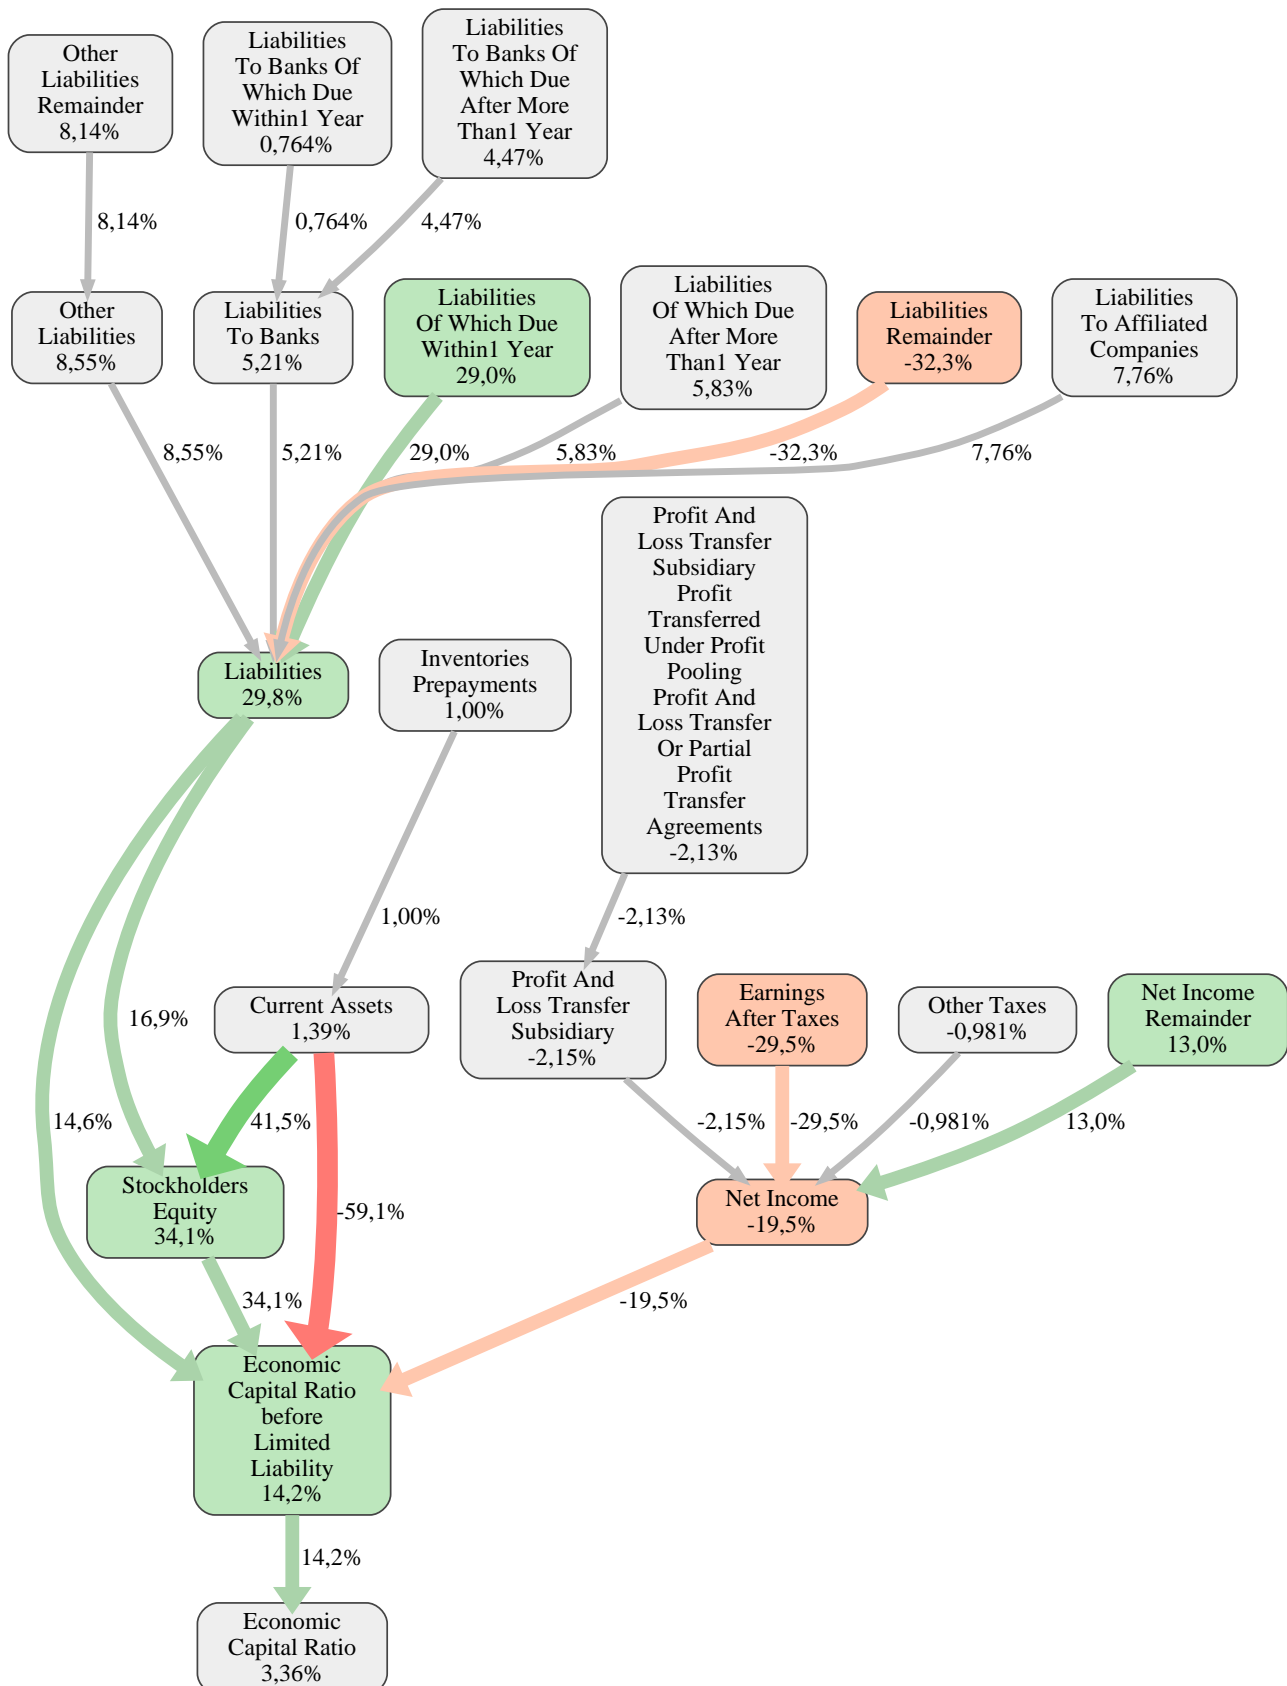 Other
Liabilities
Remainder
8,14%
Liabilities
To Banks Of
Which Due
Within1 Year
0,764%
Liabilities
To Banks Of
Which Due
After More
Than1 Year
4,47%
8,14%
0,764%
4,47%
Other
Liabilities
8,55%
Liabilities
To Banks
5,21%
Liabilities
Of Which Due
Within1 Year
29,0%
Liabilities
Of Which Due
After More
Than1 Year
5,83%
Liabilities
Remainder
-32,3%
Liabilities
To Affiliated
Companies
7,76%
8,55%
5,21%
29,0%
5,83%
-32,3%
7,76%
Profit And
Loss Transfer
Subsidiary
Profit
Transferred
Under Profit
Pooling
Profit And
Loss Transfer
Or Partial
Profit
Transfer
Agreements
-2,13%
Liabilities
29,8%
Inventories
Prepayments
1,00%
1,00%
-2,13%
16,9%
Current Assets
1,39%
Profit And
Loss Transfer
Subsidiary
-2,15%
Earnings
After Taxes
-29,5%
Other Taxes
-0,981%
Net Income
Remainder
13,0%
14,6%
41,5%
-2,15%
-29,5%
-0,981%
13,0%
Stockholders
Equity
34,1%
-59,1%
Net Income
-19,5%
34,1%
-19,5%
Economic
Capital Ratio
before
Limited
Liability
14,2%
14,2%
Economic
Capital Ratio
3,36%